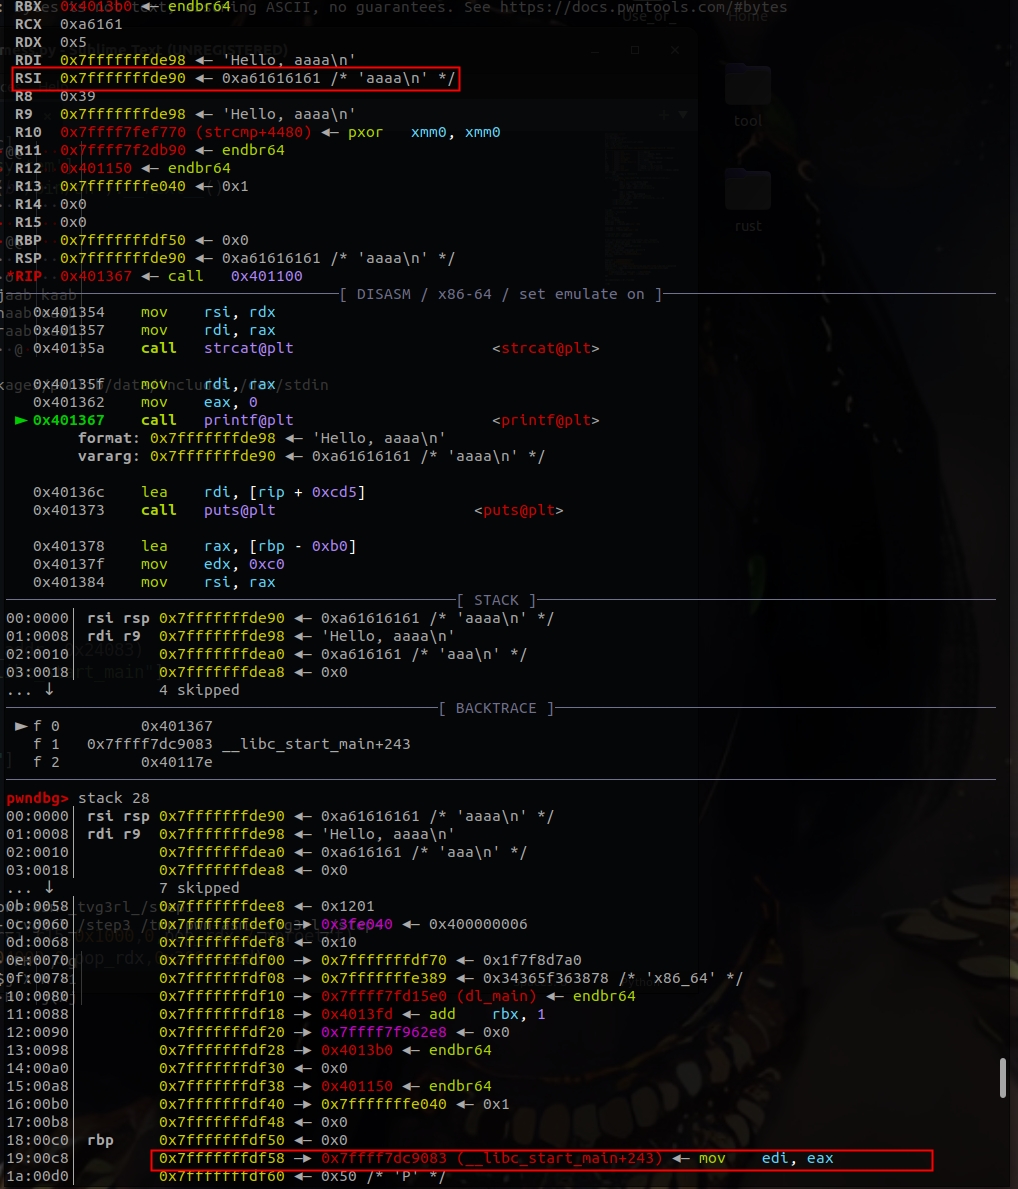 RBX  0x4013b0 ◂— endbr64
RCX  0xa6161
RDX  0x5
RDI  0x7fffffffde98 ◂— 'Hello, aaaa\n'
RSI  0x7fffffffde90 ◂— 0xa61616161 /* 'aaaa\n' */
R8   0x39
R9   0x7fffffffde98 ◂— 'Hello, aaaa\n'
R10  0x7ffff7fef770 (strcmp+4480) ◂— pxor   xmm0, xmm0
R11  0x7ffff7f2db90 ◂— endbr64
R12  0x401150 ◂— endbr64
R13  0x7fffffffe040 ◂— 0x1
R14  0x0
R15  0x0
RBP  0x7fffffffdf50 ◂— 0x0
RSP  0x7fffffffde90 ◂— 0xa61616161 /* 'aaaa\n' */
*RIP  0x401367 ◂— call   0x401100
[ DISASM / x86-64 / set emulate on ]
0x401354    mov    rsi, rdx
0x401357    mov    rdi, rax
0x40135a    call   strcat@plt                      <strcat@plt>
0x40135f    mov    rdi, rax
0x401362    mov    eax, 0
► 0x401367    call   printf@plt                      <printf@plt>
format: 0x7fffffffde98 ◂— 'Hello, aaaa\n'
vararg: 0x7fffffffde90 ◂— 0xa61616161 /* 'aaaa\n' */
0x40136c    lea    rdi, [rip + 0xcd5]
0x401373    call   puts@plt                      <puts@plt>
0x401378    lea    rax, [rbp - 0xb0]
0x40137f    mov    edx, 0xc0
0x401384    mov    rsi, rax
[ STACK ]
00:0000│ rsi rsp 0x7fffffffde90 ◂— 0xa61616161 /* 'aaaa\n' */
01:0008│ rdi r9  0x7fffffffde98 ◂— 'Hello, aaaa\n'
02:0010│         0x7fffffffdea0 ◂— 0xa616161 /* 'aaa\n' */
03:0018│         0x7fffffffdea8 ◂— 0x0
... ↓            4 skipped
[ BACKTRACE ]
► f 0         0x401367
f 1   0x7ffff7dc9083 __libc_start_main+243
f 2         0x40117e
pwndbg> stack 28
00:0000│ rsi rsp 0x7fffffffde90 ◂— 0xa61616161 /* 'aaaa\n' */
01:0008│ rdi r9  0x7fffffffde98 ◂— 'Hello, aaaa\n'
02:0010│         0x7fffffffdea0 ◂— 0xa616161 /* 'aaa\n' */
03:0018│         0x7fffffffdea8 ◂— 0x0
... ↓            7 skipped
0b:0058│         0x7fffffffdee8 ◂— 0x1201
0c:0060│         0x7fffffffdef0 —▸ 0x3fe040 ◂— 0x400000006
0d:0068│         0x7fffffffdef8 ◂— 0x10
0e:0070│         0x7fffffffdf00 —▸ 0x7fffffffdf70 ◂— 0x1f7f8d7a0
0f:0078│         0x7fffffffdf08 —▸ 0x7fffffffe389 ◂— 0x34365f363878 /* 'x86_64' */
10:0080│         0x7fffffffdf10 —▸ 0x7ffff7fd15e0 (dl_main) ◂— endbr64
11:0088│         0x7fffffffdf18 —▸ 0x4013fd ◂— add    rbx, 1
12:0090│         0x7fffffffdf20 —▸ 0x7ffff7f962e8 ◂— 0x0
13:0098│         0x7fffffffdf28 —▸ 0x4013b0 ◂— endbr64
14:00a0│         0x7fffffffdf30 ◂— 0x0
15:00a8│         0x7fffffffdf38 —▸ 0x401150 ◂— endbr64
16:00b0│         0x7fffffffdf40 —▸ 0x7fffffffe040 ◂— 0x1
17:00b8│         0x7fffffffdf48 ◂— 0x0
18:00c0│ rbp     0x7fffffffdf50 ◂— 0x0
19:00c8│         0x7fffffffdf58 —▸ 0x7ffff7dc9083 (__libc_start_main+243) ◂— mov    edi, eax
1a:00d0│         0x7fffffffdf60 ◂— 0x50 /* 'P' */
Home
tool
rust